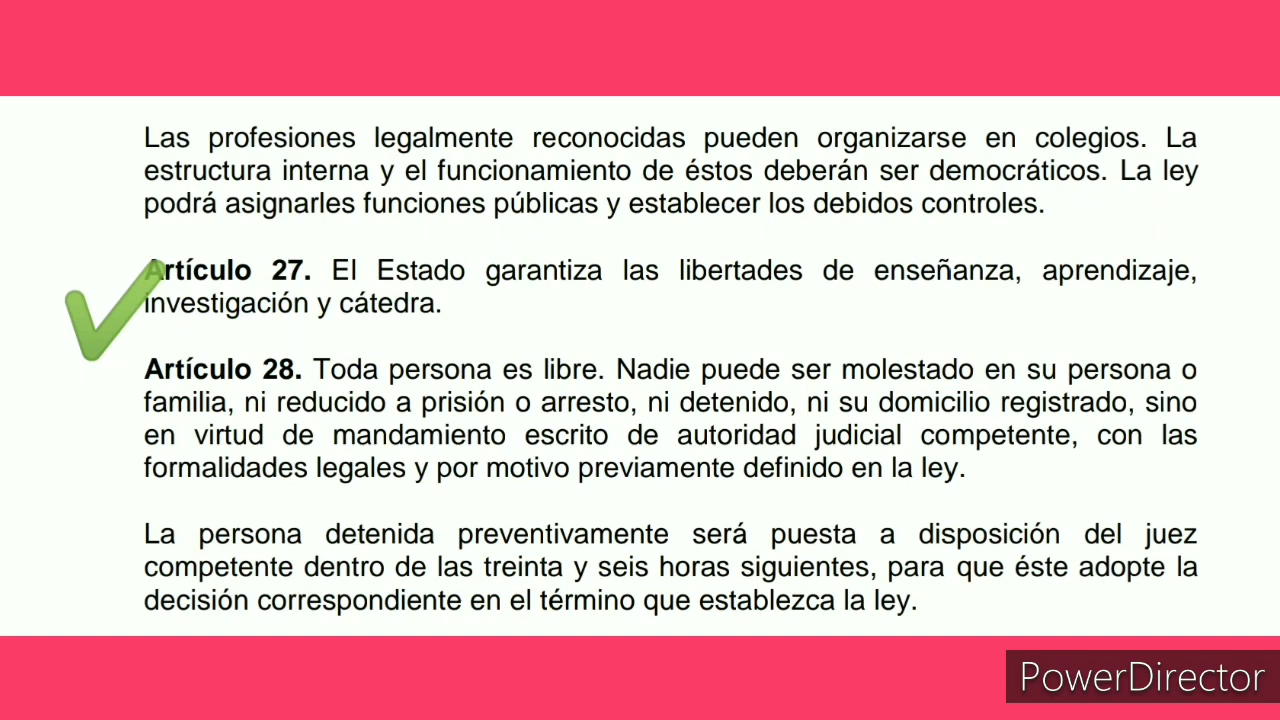 Las profesiones legalmente reconocidas pueden organizarse en colegios. La
estructura interna y el funcionamiento de éstos deberán ser democráticos. La ley
podrá asignarles funciones públicas y establecer los debidos controles.
Artículo 27. El Estado garantiza las libertades de enseñanza, aprendizaje,
investigación y cátedra.
Artículo 28. Toda persona es libre. Nadie puede ser molestado en su persona o
familia, ni reducido a prisión o arresto, ni detenido, ni su domicilio registrado, sino
en virtud de mandamiento escrito de autoridad judicial competente, con las
formalidades legales y por motivo previamente definido en la ley.
La persona detenida preventivamente será puesta a disposición del juez
competente dentro de las treinta y seis horas siguientes, para que éste adopte la
decisión correspondiente en el término que establezca la ley.
PowerDirector